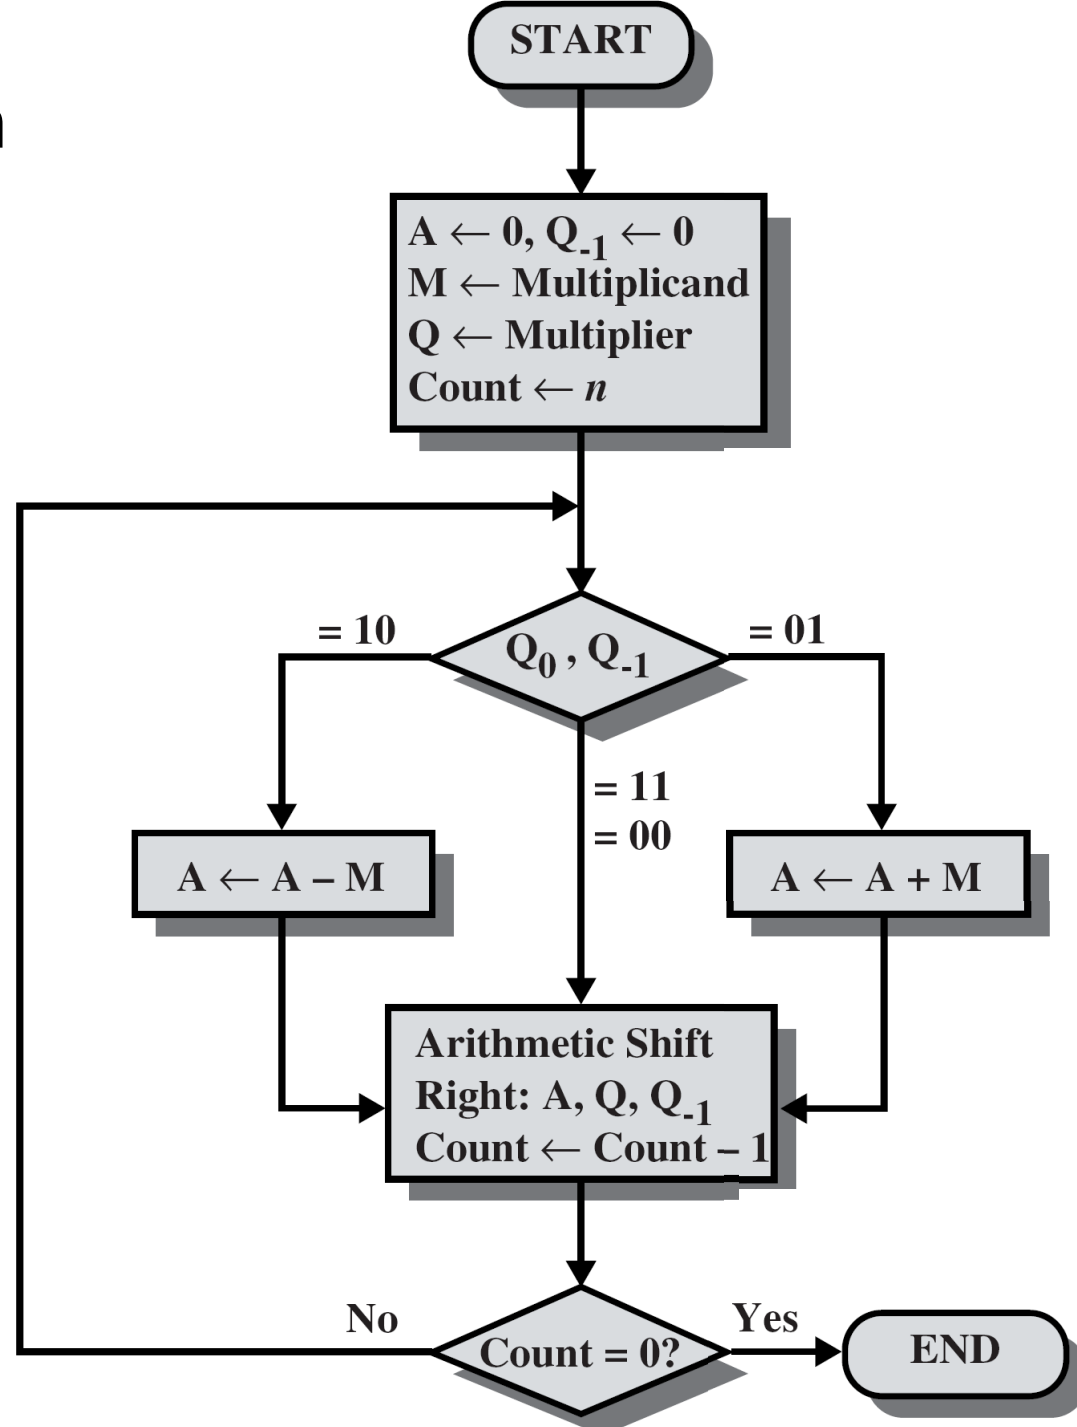 START
A ← 0, Q-1 ← 0
M ← Multiplicand
Q ← Multiplier
Count ← n
= 10
Q0 , Q-1
= 01
= 11
= 00
A ← A – M
A ← A + M
Arithmetic Shift
Right: A, Q, Q-1
Count ← Count – 1
No
Count = 0?
Yes
END